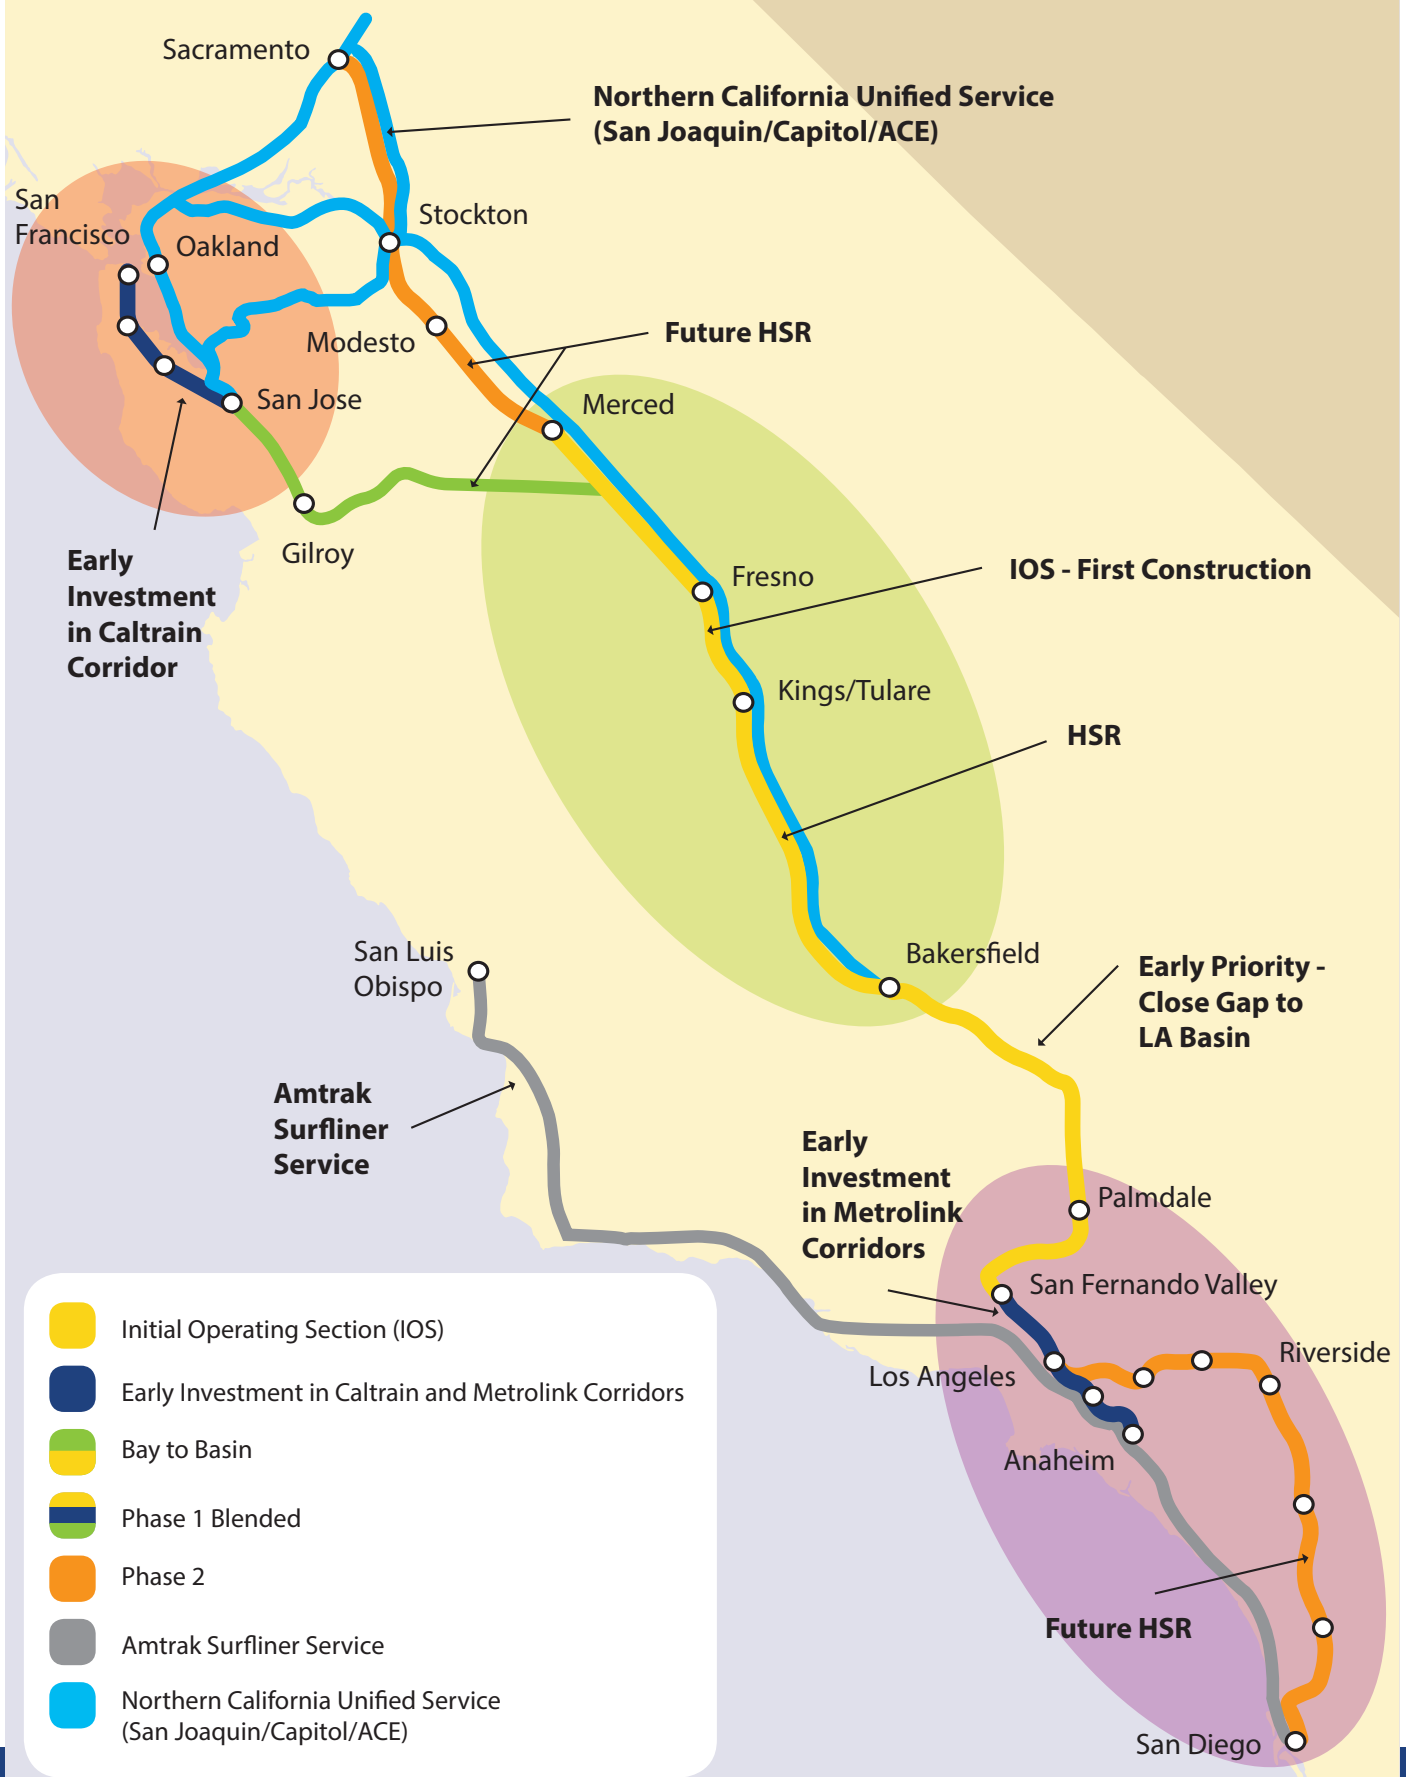 Sacramento
Northern California Unified Service
(San Joaquin/Capitol/ACE)
San
Francisco
Stockton
Oakland
Modesto
Future HSR
San Jose
Merced
Gilroy
Early
Investment
in Caltrain
Corridor
Fresno
IOS - First Construction
Kings/Tulare
HSR
San Luis
Obispo
Bakersfield
Early Priority -
Close Gap to
LA Basin
Amtrak
Surfliner
Service
Early
Investment
in Metrolink
Corridors
Palmdale
San Fernando Valley
Riverside
Los Angeles
Anaheim
Future HSR
San Diego
Initial Operating Section (IOS)
Early Investment in Caltrain and Metrolink Corridors
Bay to Basin
Phase 1 Blended
Phase 2
Amtrak Surfliner Service
Northern California Unified Service
(San Joaquin/Capitol/ACE)